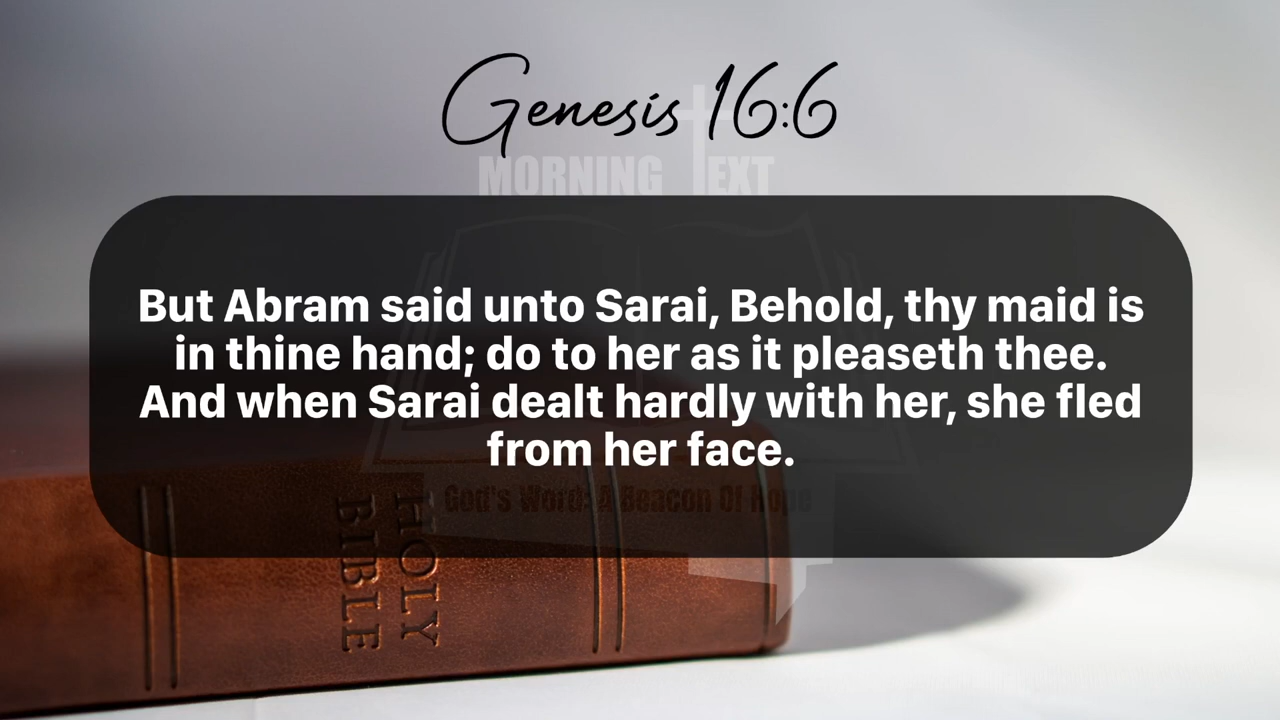 Genesis 16:6
MORNING TEXT
But Abram said unto Sarai, Behold, thy maid is
in thine hand; do to her as it pleaseth thee.
And when Sarai dealt hardly with her, she fled
from her face.
God's Word: A Beacon Of Hope
HOLY
BIBLE